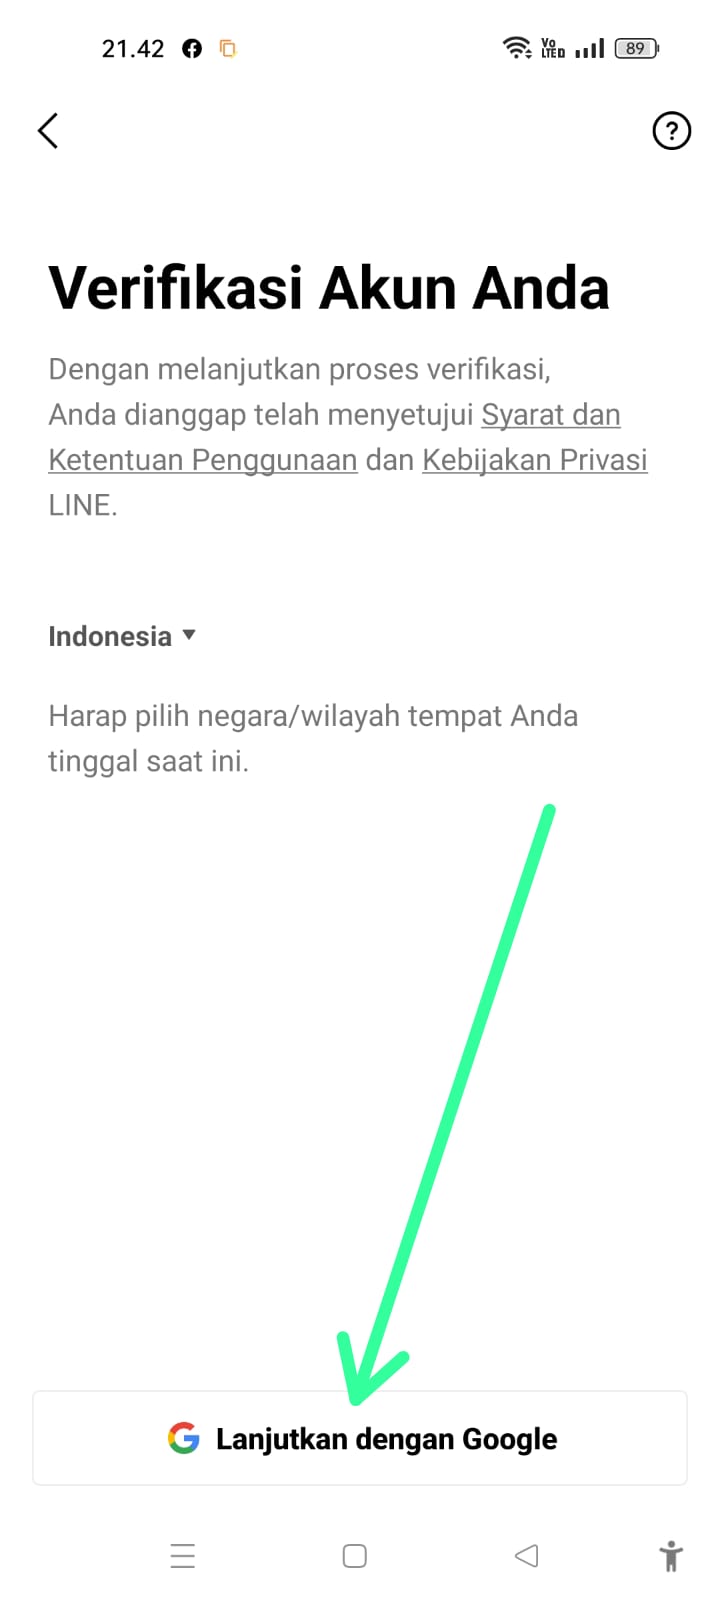 21.42
Vo
LTED
89
?
Verifikasi Akun Anda
Dengan melanjutkan proses verifikasi,
Anda dianggap telah menyetujui Syarat dan
Ketentuan Penggunaan dan Kebijakan Privasi
LINE.
Indonesia
Harap pilih negara/wilayah tempat Anda
tinggal saat ini.
Lanjutkan dengan Google